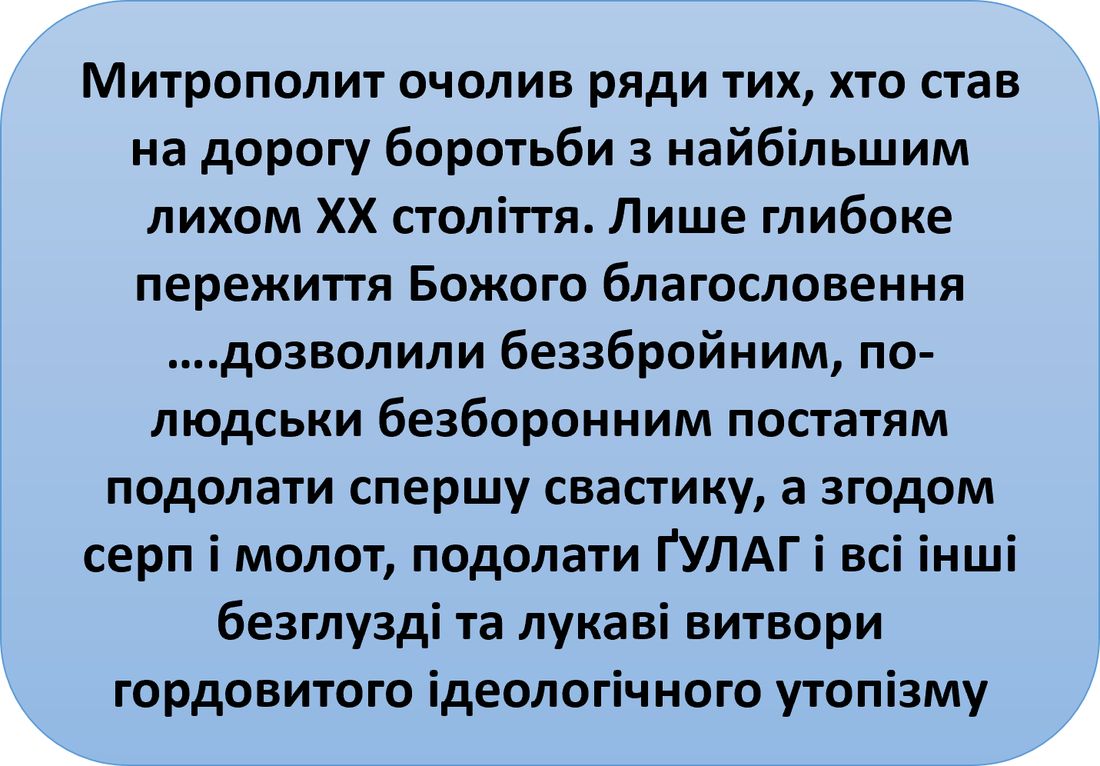 Митрополит очолив ряди тих, хто став
на дорогу боротьби з найбільшим
лихом ХХ століття. Лише глибоке
пережиття Божого благословення
….дозволили беззбройним, по-
людськи безборонним постатям
подолати спершу свастику, а згодом
серп і молот, подолати ҐУЛАГ і всі інші
безглузді та лукаві витвори
гордовитого ідеологічного утопізму